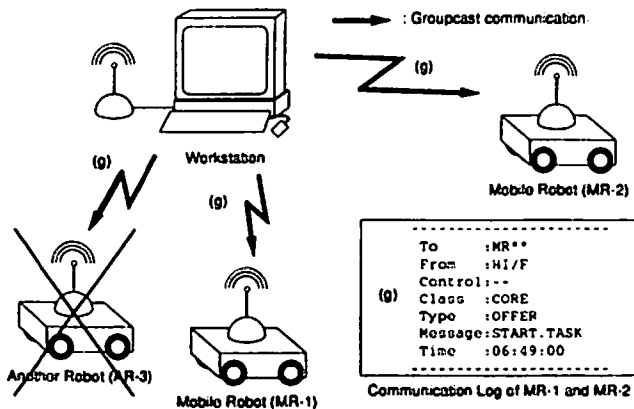 : Groupcast communication
(g)
Workstation
(g)
(g)
Mobile Robot (MR-2)
Another Robot (AR-3)
Mobile Robot (MR-1)
(g)
To :MR**
From :HI/F
Control:--
Class :CORE
Type :OFFER
Message:START.TASK
Time :06:49:00
Communication Log of MR-1 and MR-2